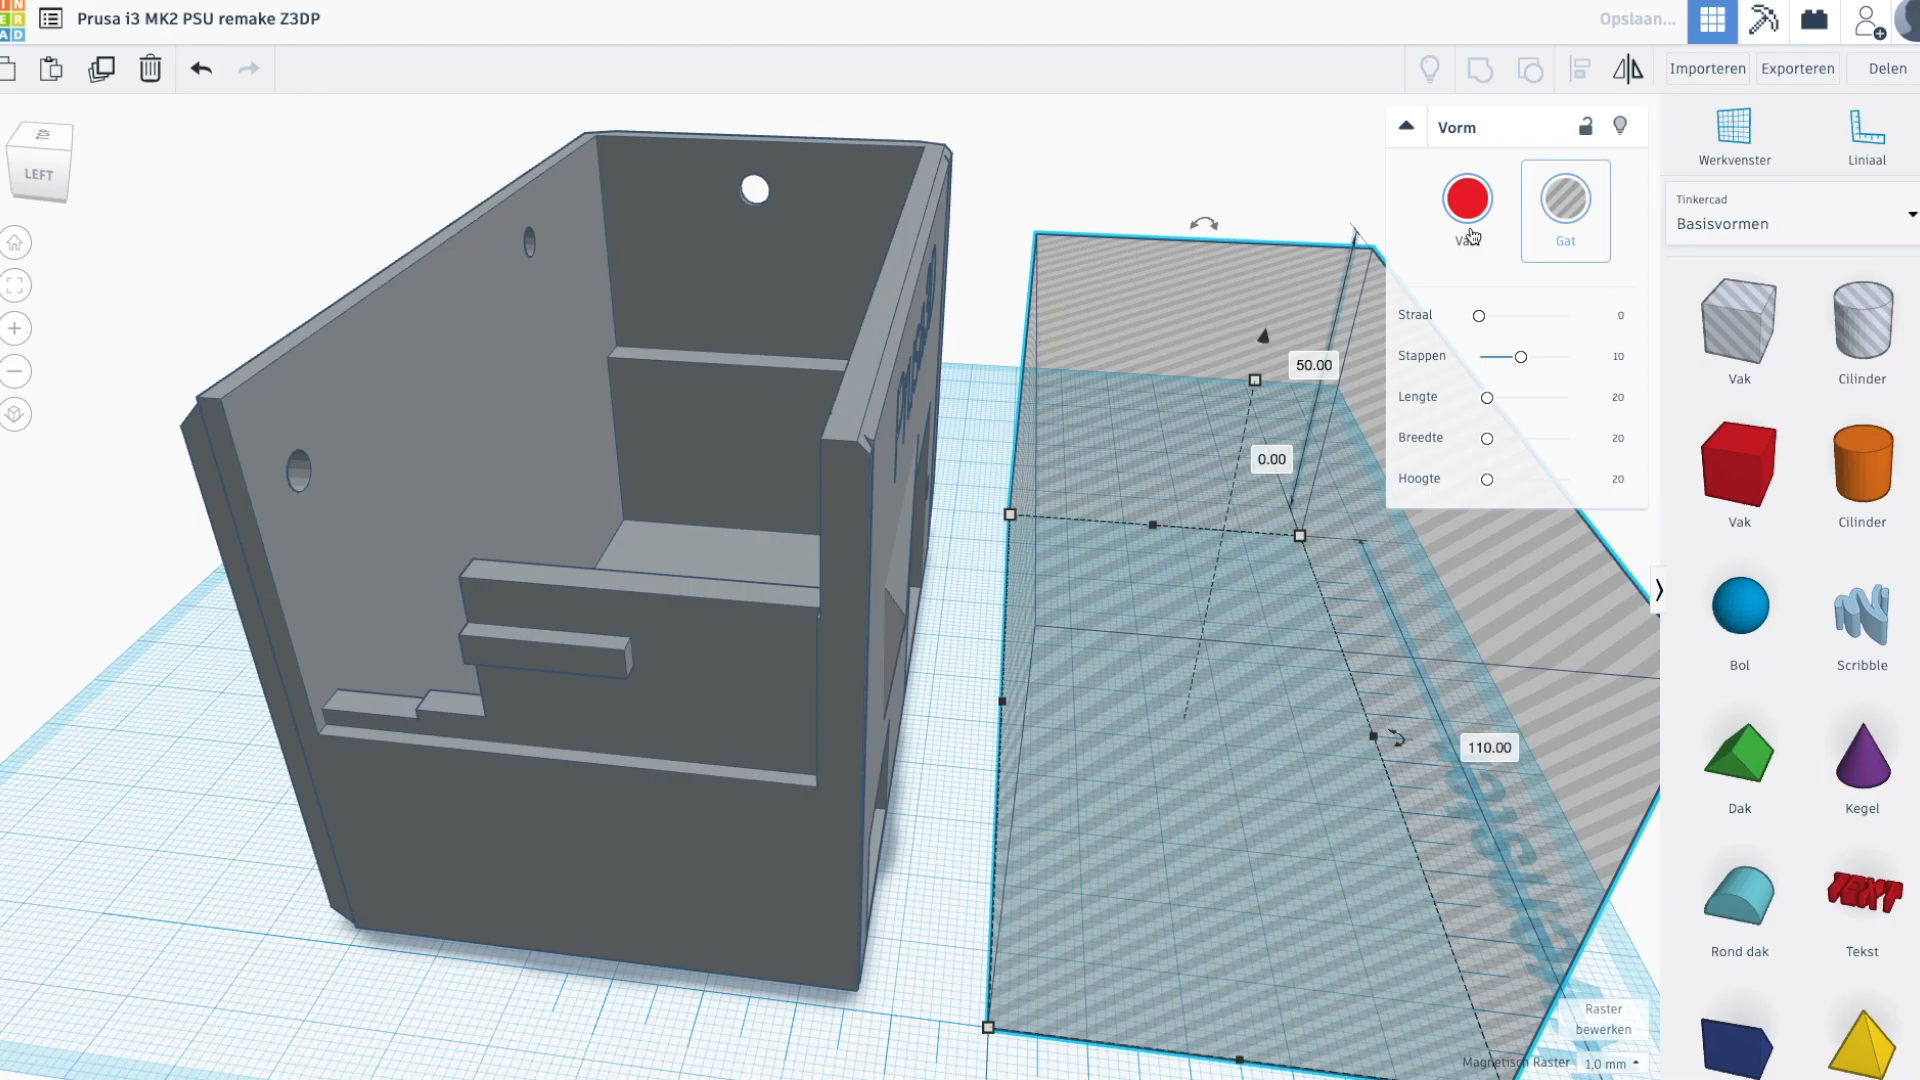 Prusa i3 MK2 PSU remake Z3DP
Opslaan...
Importeren
Exporteren
Delen
LEFT
Vorm
Gat
Straal 0
Stappen 10
Lengte 20
Breedte 20
Hoogte 20
50.00
0.00
110.00
Werkvenster
Liniaal
Tinkercad
Basisvormen
Vak
Cilinder
Vak
Cilinder
Bol
Scribble
Dak
Kegel
Rond dak
TEXT
Tekst
Raster
bewerken
Magnetisch Raster
1,0 mm